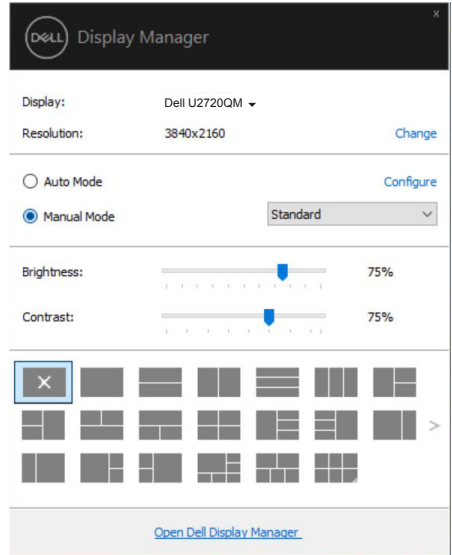 x
DELL Display Manager
Display: Dell U2720QM
Resolution: 3840x2160 Change
Auto Mode Configure
Manual Mode Standard
Brightness: 75%
Contrast: 75%
Open Dell Display Manager